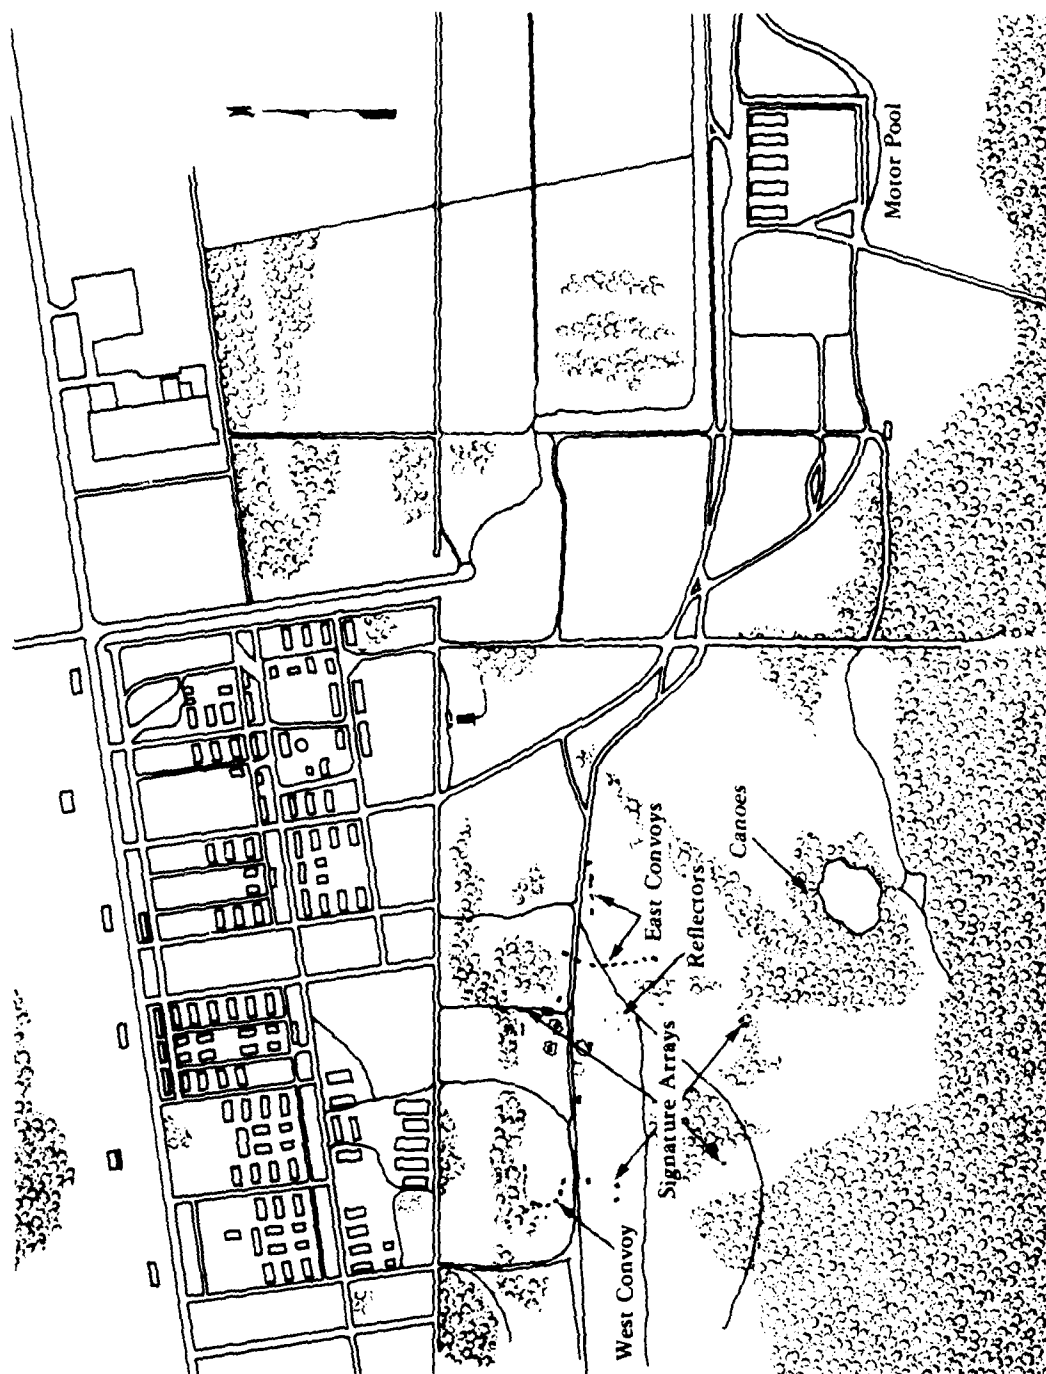 West Convoy
East Convoys
Signature Arrays
Reflectors
Canoes
Motor Pool